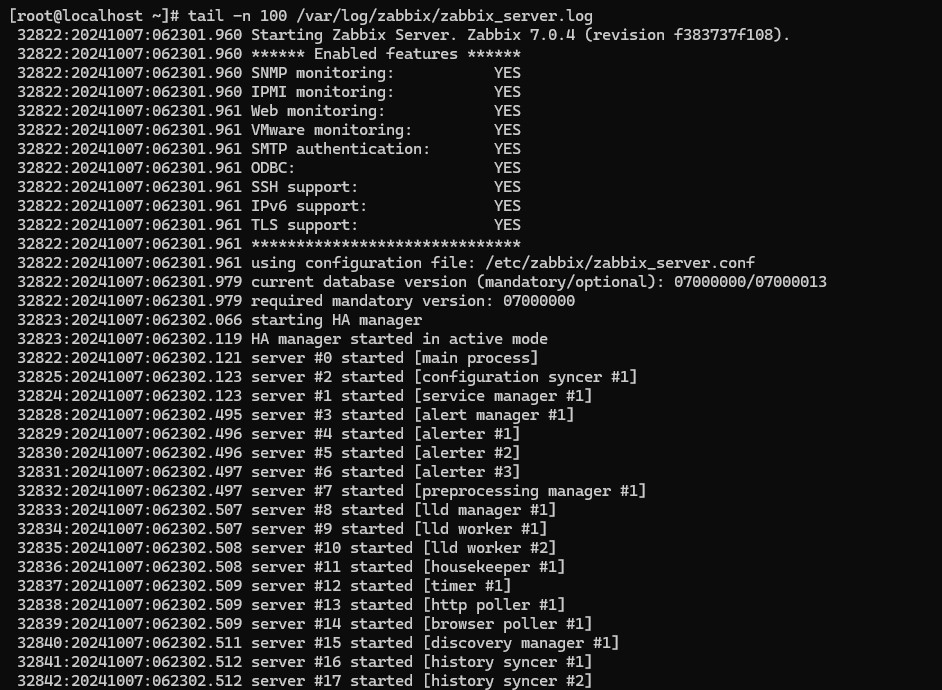 [root@localhost ~]# tail -n 100 /var/log/zabbix/zabbix_server.log
32822:20241007:062301.960 Starting Zabbix Server. Zabbix 7.0.4 (revision f383737f108).
32822:20241007:062301.960 ****** Enabled features ******
32822:20241007:062301.960 SNMP monitoring:           YES
32822:20241007:062301.960 IPMI monitoring:           YES
32822:20241007:062301.961 Web monitoring:            YES
32822:20241007:062301.961 VMware monitoring:         YES
32822:20241007:062301.961 SMTP authentication:       YES
32822:20241007:062301.961 ODBC:                      YES
32822:20241007:062301.961 SSH support:               YES
32822:20241007:062301.961 IPv6 support:              YES
32822:20241007:062301.961 TLS support:               YES
32822:20241007:062301.961 ******************************
32822:20241007:062301.961 using configuration file: /etc/zabbix/zabbix_server.conf
32822:20241007:062301.979 current database version (mandatory/optional): 07000000/07000013
32822:20241007:062301.979 required mandatory version: 07000000
32823:20241007:062302.066 starting HA manager
32823:20241007:062302.119 HA manager started in active mode
32822:20241007:062302.121 server #0 started [main process]
32825:20241007:062302.123 server #2 started [configuration syncer #1]
32824:20241007:062302.123 server #1 started [service manager #1]
32828:20241007:062302.495 server #3 started [alert manager #1]
32829:20241007:062302.496 server #4 started [alerter #1]
32830:20241007:062302.496 server #5 started [alerter #2]
32831:20241007:062302.497 server #6 started [alerter #3]
32832:20241007:062302.497 server #7 started [preprocessing manager #1]
32833:20241007:062302.507 server #8 started [lld manager #1]
32834:20241007:062302.507 server #9 started [lld worker #1]
32835:20241007:062302.508 server #10 started [lld worker #2]
32836:20241007:062302.508 server #11 started [housekeeper #1]
32837:20241007:062302.509 server #12 started [timer #1]
32838:20241007:062302.509 server #13 started [http poller #1]
32839:20241007:062302.509 server #14 started [browser poller #1]
32840:20241007:062302.511 server #15 started [discovery manager #1]
32841:20241007:062302.512 server #16 started [history syncer #1]
32842:20241007:062302.512 server #17 started [history syncer #2]